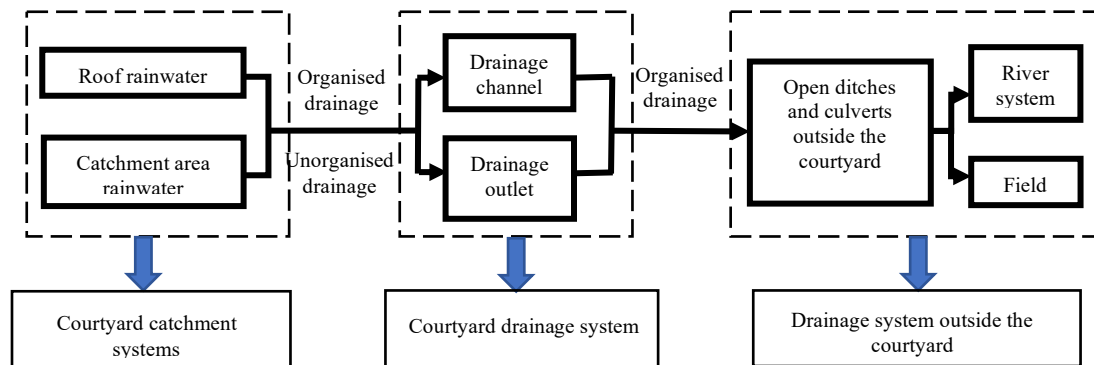 Roof rainwater
Catchment area
rainwater
Organised
drainage
Unorganised
drainage
Drainage
channel
Drainage
outlet
Organised
drainage
Open ditches
and culverts
outside the
courtyard
River
system
Field
Courtyard catchment
systems
Courtyard drainage system
Drainage system outside the
courtyard